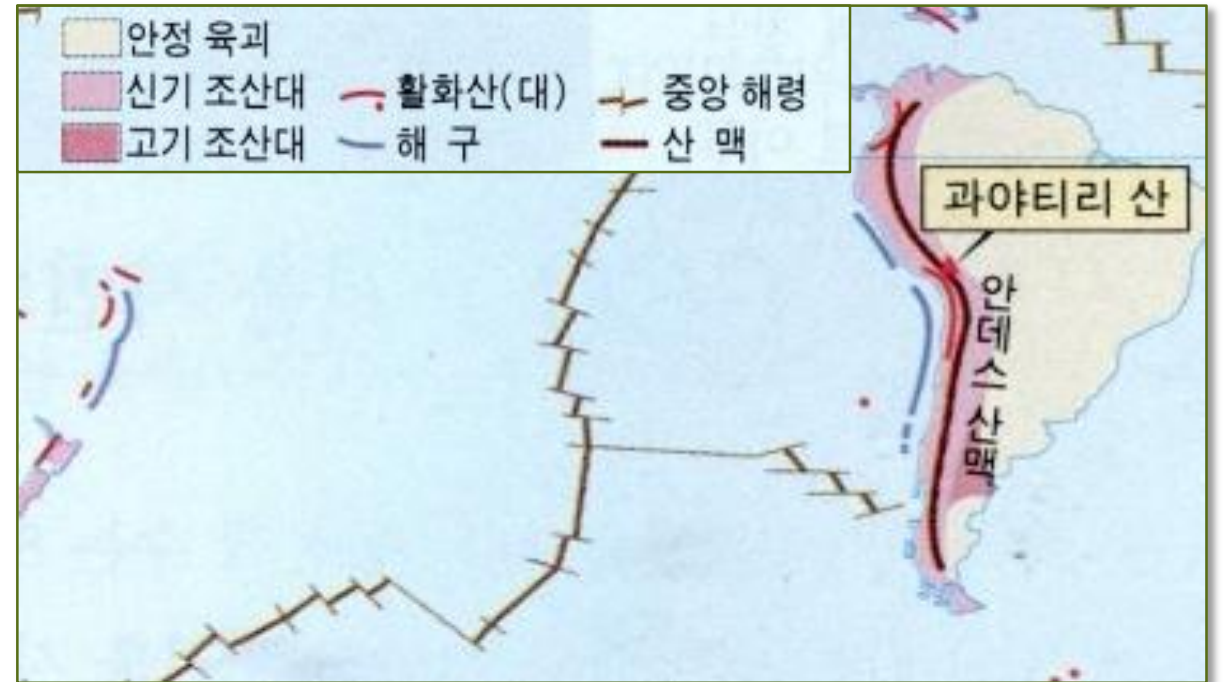 안정 육괴
신기 조산대 활화산(대) 중앙 해령
고기 조산대 해 구 산 맥
과야티리 산
안데스 산맥